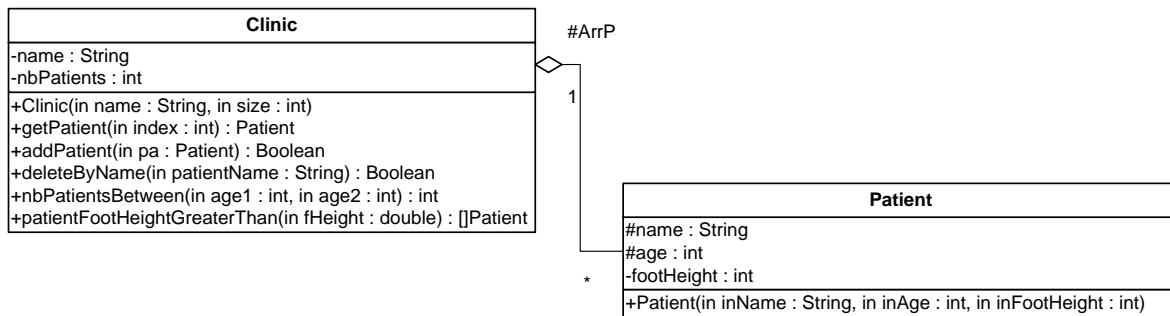 Clinic
-name : String
-nbPatients : int
+Clinic(in name : String, in size : int)
+getPatient(in index : int) : Patient
+addPatient(in pa : Patient) : Boolean
+deleteByName(in patientName : String) : Boolean
+nbPatientsBetween(in age1 : int, in age2 : int) : int
+patientFootHeightGreaterThan(in fHeight : double) : []Patient
#ArrP
1
*
Patient
#name : String
#age : int
-footHeight : int
+Patient(in inName : String, in inAge : int, in inFootHeight : int)